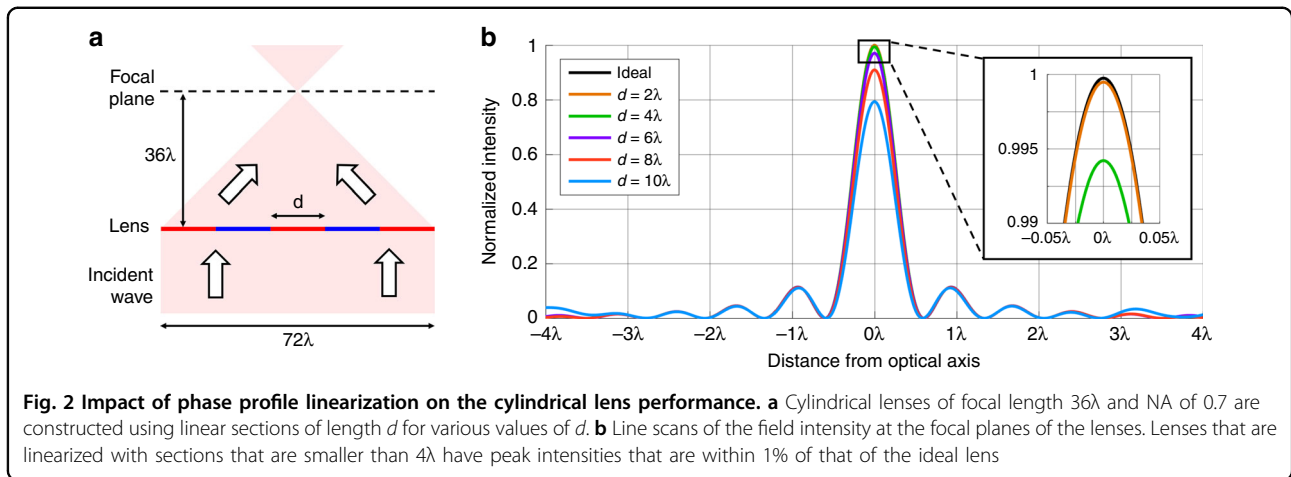 a
Focal
plane
36λ
d
Lens
Incident
wave
72λ
b
Normalized intensity
1
0.8
0.6
0.4
0.2
0
Ideal
d = 2λ
d = 4λ
d = 6λ
d = 8λ
d = 10λ
1
0.995
0.99
−0.05λ 0λ 0.05λ
−4λ −3λ −2λ −1λ 0λ 1λ 2λ 3λ 4λ
Distance from optical axis
Fig. 2 Impact of phase profile linearization on the cylindrical lens performance. a Cylindrical lenses of focal length 36λ and NA of 0.7 are
constructed using linear sections of length d for various values of d. b Line scans of the field intensity at the focal planes of the lenses. Lenses that are
linearized with sections that are smaller than 4λ have peak intensities that are within 1% of that of the ideal lens